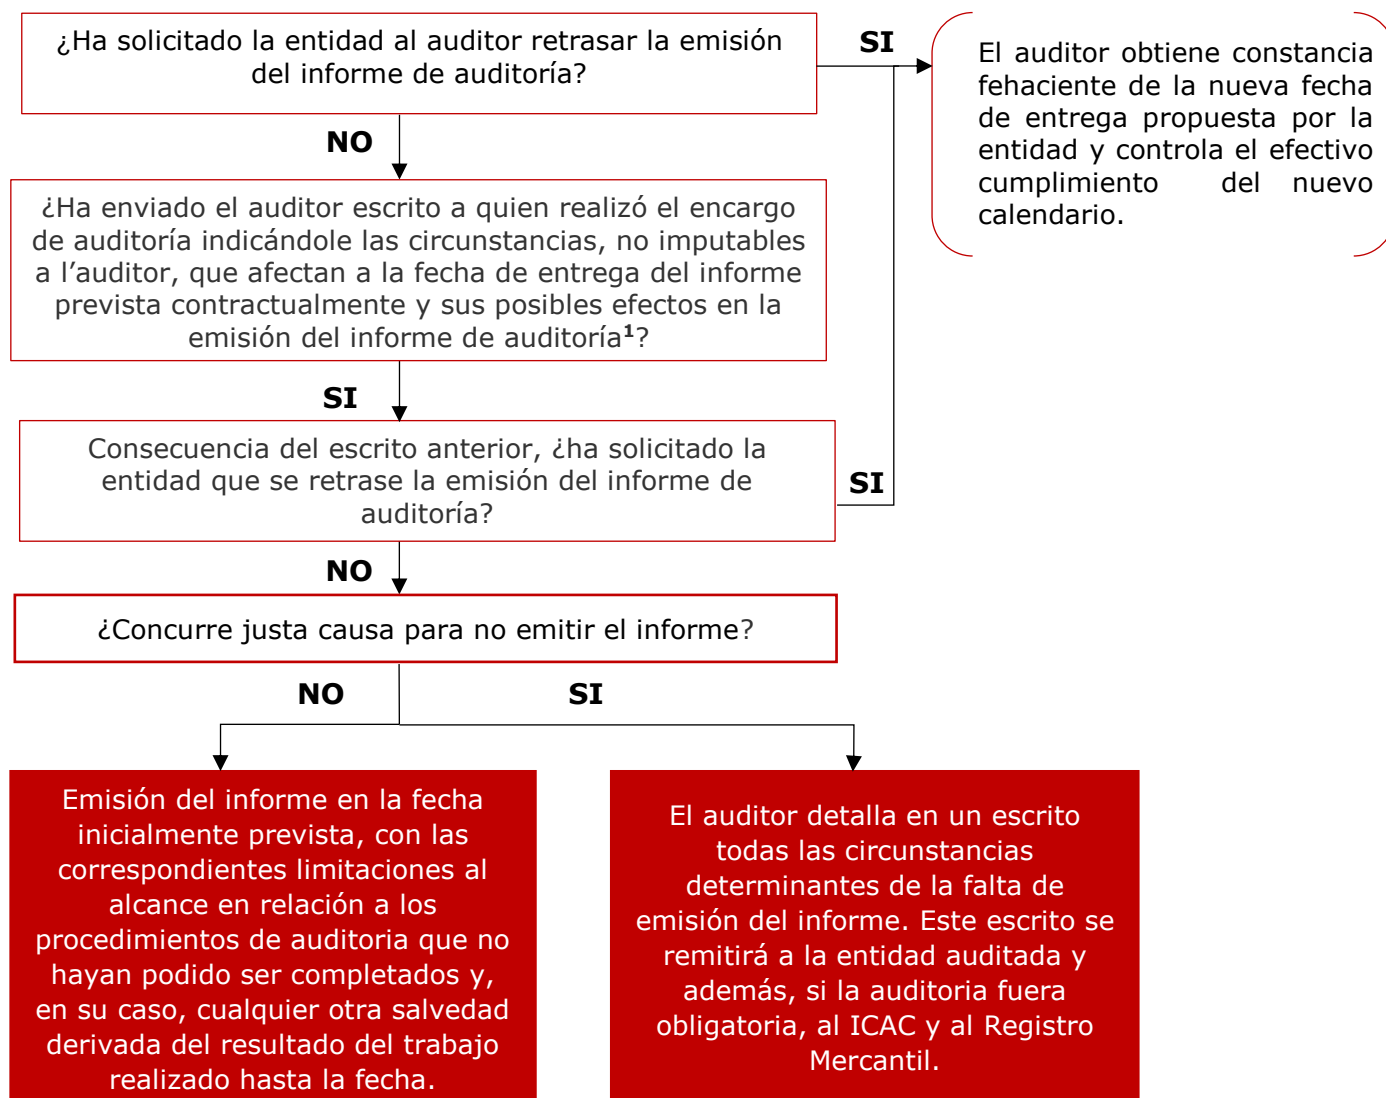 ¿Ha solicitado la entidad al auditor retrasar la emisión
del informe de auditoría?
SI
El auditor obtiene constancia
fehaciente de la nueva fecha
de entrega propuesta por la
entidad y controla el efectivo
cumplimiento del nuevo
calendario.
NO
¿Ha enviado el auditor escrito a quien realizó el encargo
de auditoría indicándole las circunstancias, no imputables
a l’auditor, que afectan a la fecha de entrega del informe
prevista contractualmente y sus posibles efectos en la
emisión del informe de auditoría¹?
SI
Consecuencia del escrito anterior, ¿ha solicitado la
entidad que se retrase la emisión del informe de
auditoría?
SI
NO
¿Concurre justa causa para no emitir el informe?
NO
SI
Emisión del informe en la fecha
inicialmente prevista, con las
correspondientes limitaciones al
alcance en relación a los
procedimientos de auditoria que no
hayan podido ser completados y,
en su caso, cualquier otra salvedad
derivada del resultado del trabajo
realizado hasta la fecha.
El auditor detalla en un escrito
todas las circunstancias
determinantes de la falta de
emisión del informe. Este escrito se
remitirá a la entidad auditada y
además, si la auditoria fuera
obligatoria, al ICAC y al Registro
Mercantil.